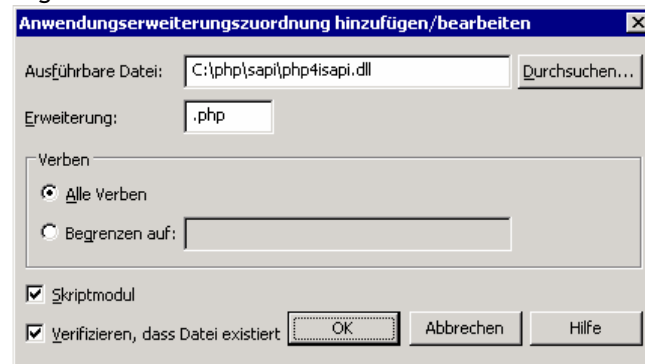 Anwendungserweiterungszuordnung hinzufügen/bearbeiten
Ausführbare Datei: C:\php\sapi\php4isapi.dll Durchsuchen...
Erweiterung: .php
Verben
Alle Verben
Begrenzen auf:
Skriptmodul
Verifizieren, dass Datei existiert OK Abbrechen Hilfe